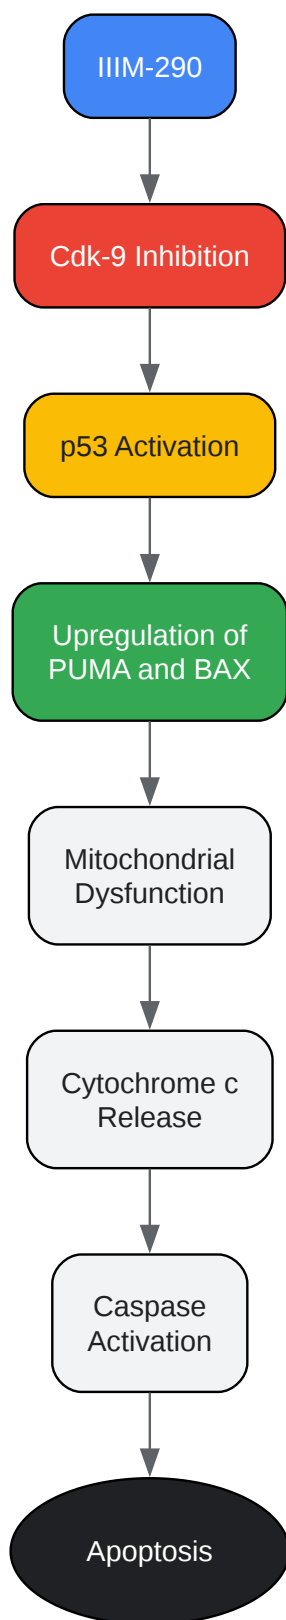 IIIM-290
Cdk-9 Inhibition
p53 Activation
Upregulation of
PUMA and BAX
Mitochondrial
Dysfunction
Cytochrome c
Release
Caspase
Activation
Apoptosis